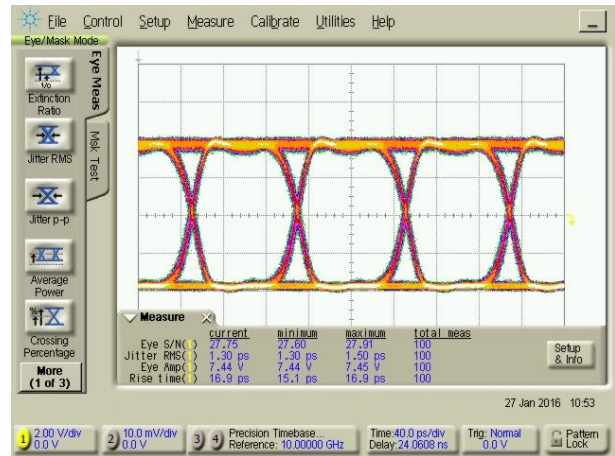 File Control Setup Measure Calibrate Utilities Help
Eye/Mask Mode
Extinction
Ratio
Jitter RMS
Jitter p-p
Average
Power
Crossing
Percentage
More
(1 of 3)
Eye Meas
Msk Test
Measure
current minimum maximum total meas
Eye S/N(1) 27.75 27.60 27.91 100
Jitter RMS(1) 1.30 ps 1.30 ps 1.50 ps 100
Eye Amp(1) 7.44 V 7.44 V 7.45 V 100
Rise time(1) 16.9 ps 15.1 ps 16.9 ps 100
Setup
& Info
27 Jan 2016 10:53
1 2.00 V/div
0.0 V
2 10.0 mV/div
0.0 V
3 4 Precision Timebase...
Reference: 10.00000 GHz
Time:40.0 ps/div
Delay:24.0608 ns
Trig: Normal
0.0 V
Pattern
Lock